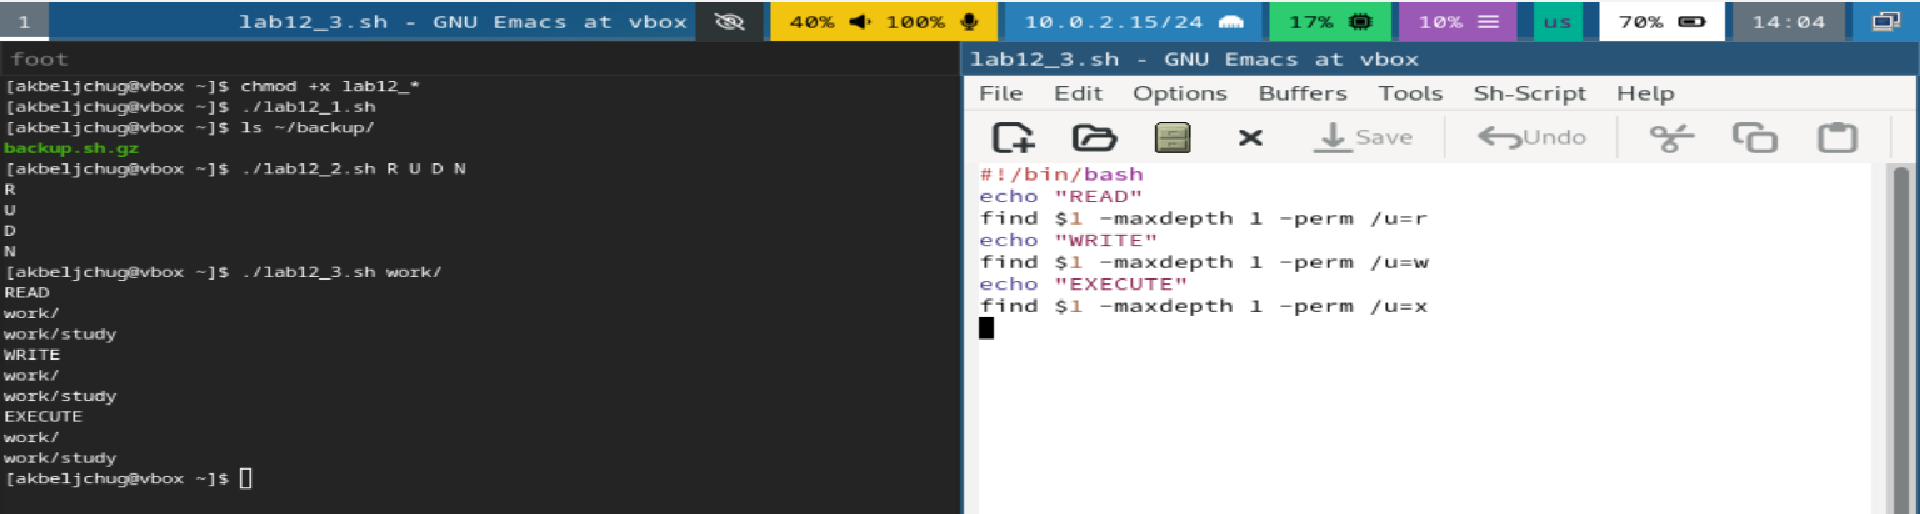 1 lab12_3.sh - GNU Emacs at vbox 40% 100% 10.0.2.15/24 17% 10% us 70% 14:04
foot
[akbeljchug@vbox ~]$ chmod +x lab12_*
[akbeljchug@vbox ~]$ ./lab12_1.sh
[akbeljchug@vbox ~]$ ls ~/backup/
backup.sh.gz
[akbeljchug@vbox ~]$ ./lab12_2.sh R U D N
R
U
D
N
[akbeljchug@vbox ~]$ ./lab12_3.sh work/
READ
work/
work/study
WRITE
work/
work/study
EXECUTE
work/
work/study
[akbeljchug@vbox ~]$
lab12_3.sh - GNU Emacs at vbox
File Edit Options Buffers Tools Sh-Script Help
Save Undo
#!/bin/bash
echo "READ"
find $1 -maxdepth 1 -perm /u=r
echo "WRITE"
find $1 -maxdepth 1 -perm /u=w
echo "EXECUTE"
find $1 -maxdepth 1 -perm /u=x